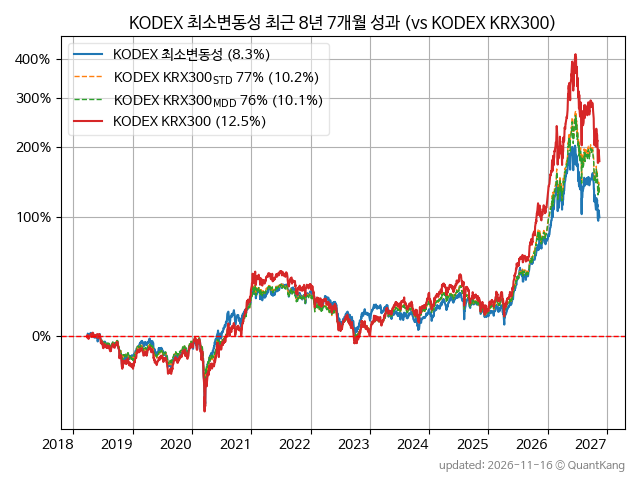 KODEX 최소변동성 최근 8년 7개월 성과 (vs KODEX KRX300)
KODEX 최소변동성 (8.3%)
KODEX KRX300STD 77% (10.2%)
KODEX KRX300MDD 76% (10.1%)
KODEX KRX300 (12.5%)
400%
300%
200%
100%
0%
2018 2019 2020 2021 2022 2023 2024 2025 2026 2027
updated: 2026-11-16 © QuantKang